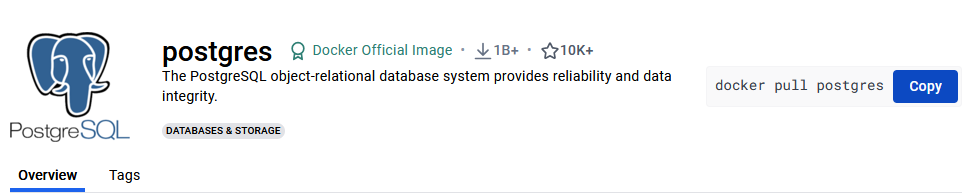 postgres Docker Official Image • 1B+ • 10K+
The PostgreSQL object-relational database system provides reliability and data
integrity.
docker pull postgres Copy
PostgreSQL
DATABASES & STORAGE
Overview Tags